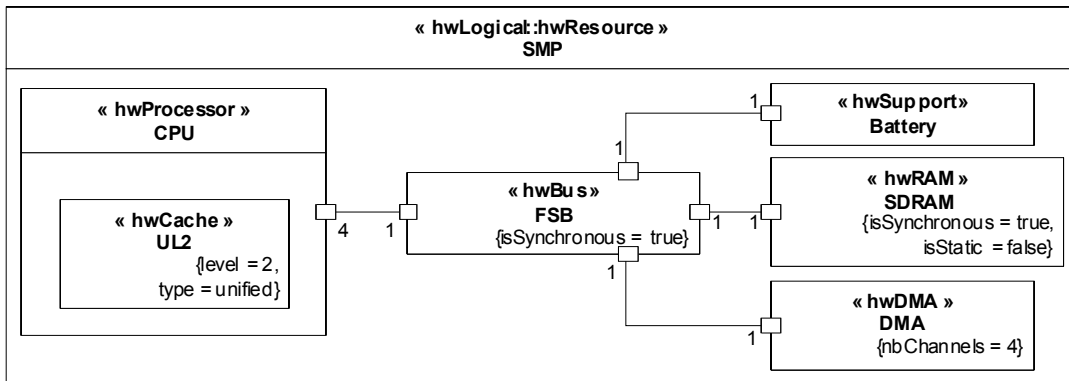 « hwLogical::hwResource »
SMP
« hwProcessor »
CPU
« hwCache »
UL2
{level = 2,
type = unified}
4
1
« hwBus »
FSB
{isSynchronous = true}
1
1
1
1
« hwSupport»
Battery
1
« hwRAM »
SDRAM
{isSynchronous = true,
isStatic = false}
1
« hwDMA »
DMA
{nbChannels = 4}
1